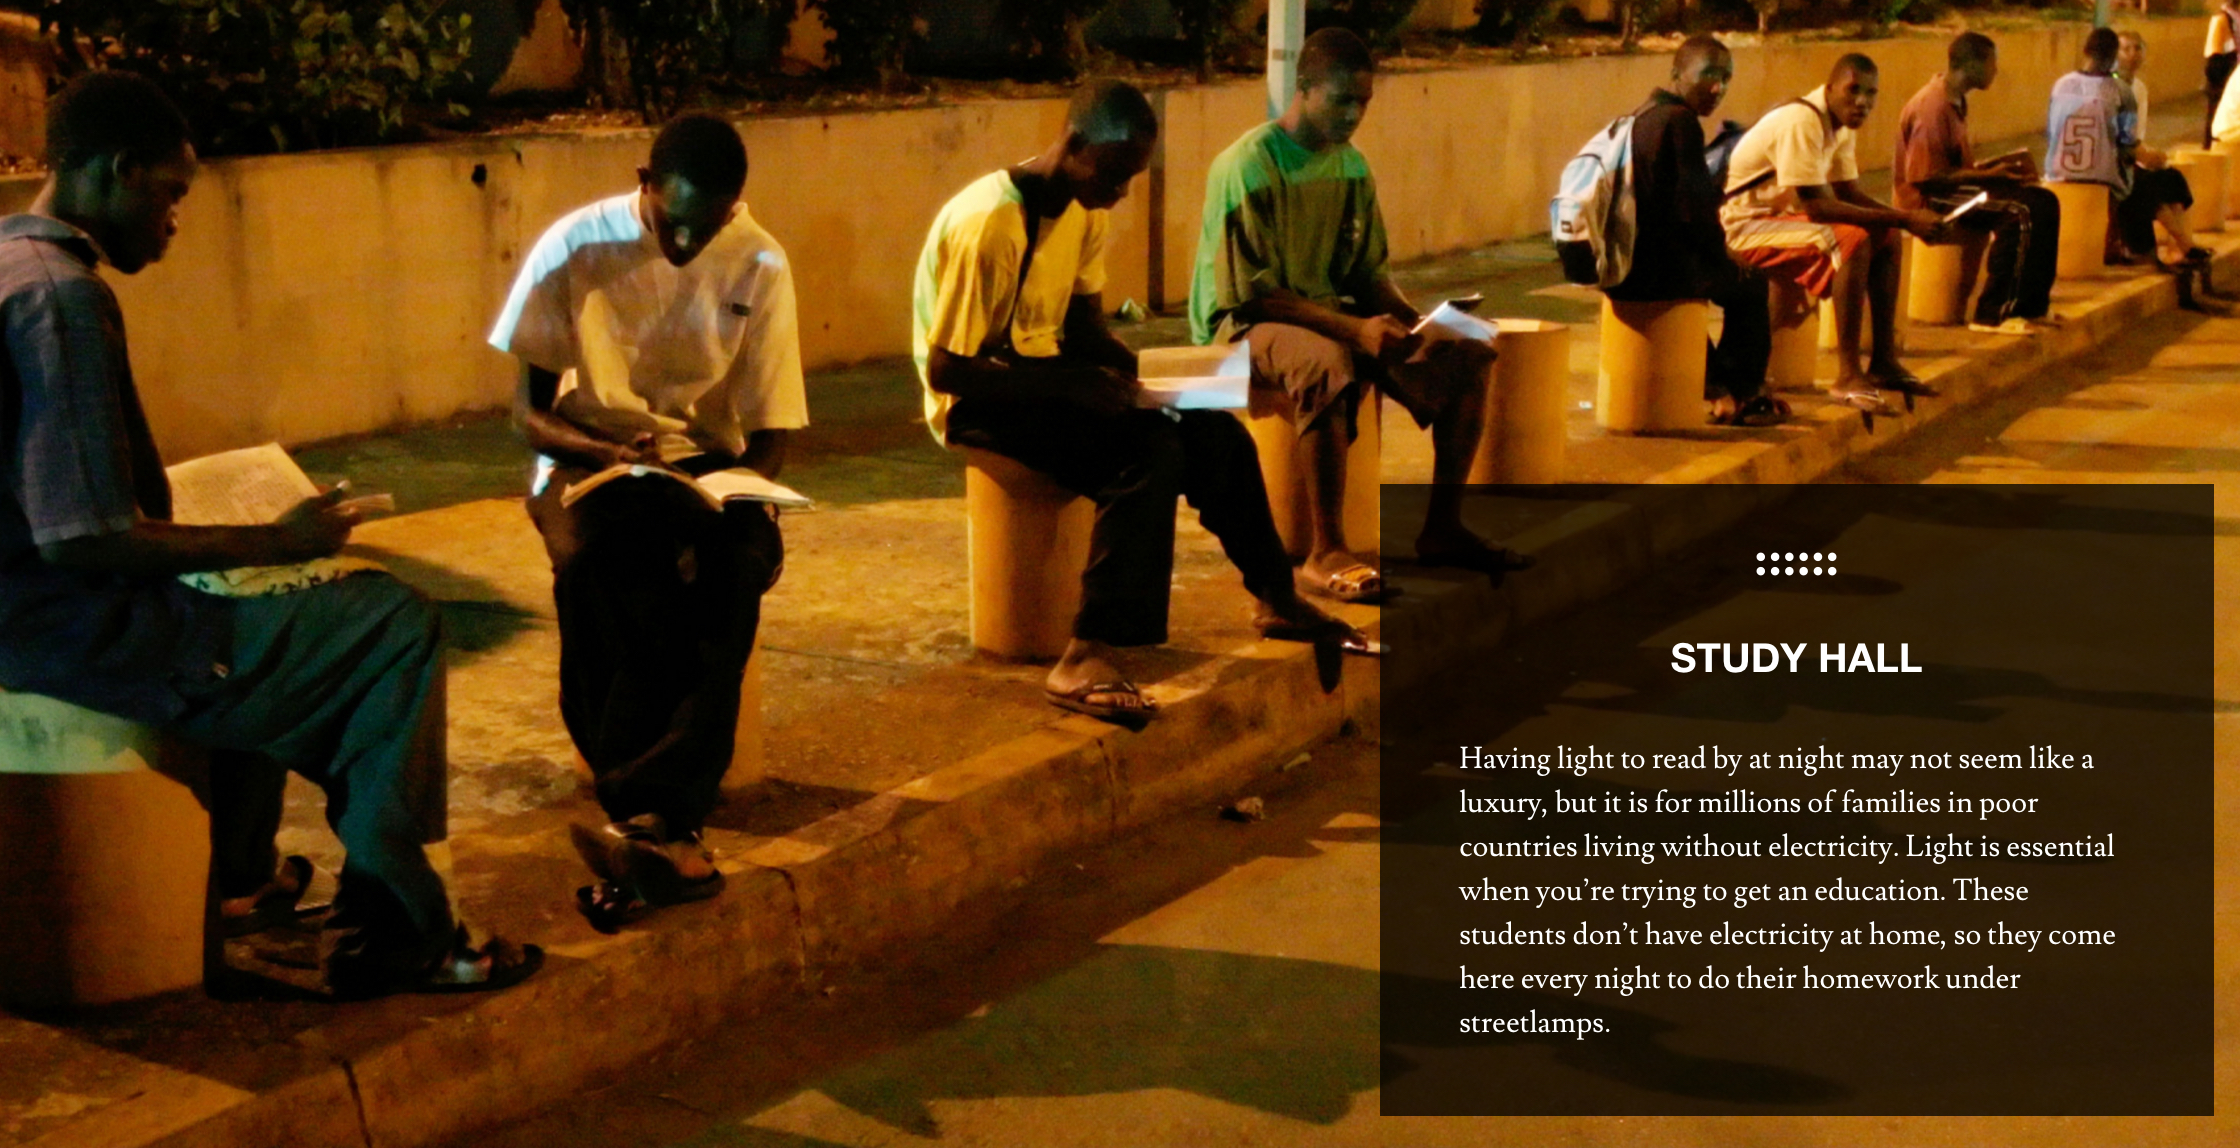 5
STUDY HALL
Having light to read by at night may not seem like a
luxury, but it is for millions of families in poor
countries living without electricity. Light is essential
when you’re trying to get an education. These
students don’t have electricity at home, so they come
here every night to do their homework under
streetlamps.